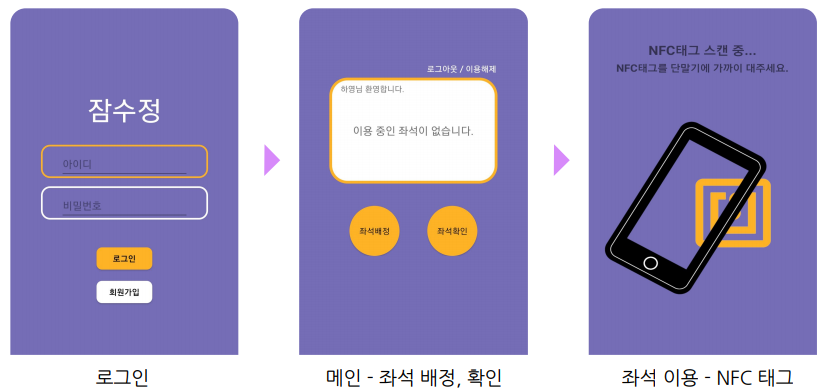 잠수정
아이디
비밀번호
로그인
회원가입
로그인
로그아웃 / 이용해제
하영님 환영합니다.
이용 중인 좌석이 없습니다.
좌석배정
좌석확인
메인 - 좌석 배정, 확인
NFC태그 스캔 중...
NFC태그를 단말기에 가까이 대주세요.
좌석 이용 - NFC 태그